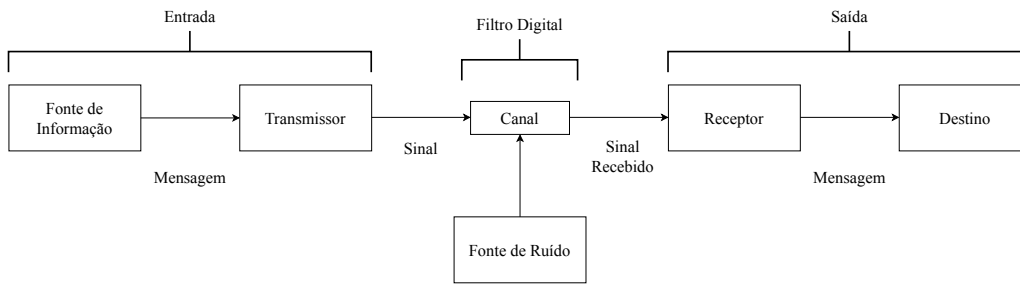 Entrada
Filtro Digital
Saída
Fonte de
Informação
Transmissor
Canal
Receptor
Destino
Sinal
Sinal
Recebido
Mensagem
Mensagem
Fonte de Ruído